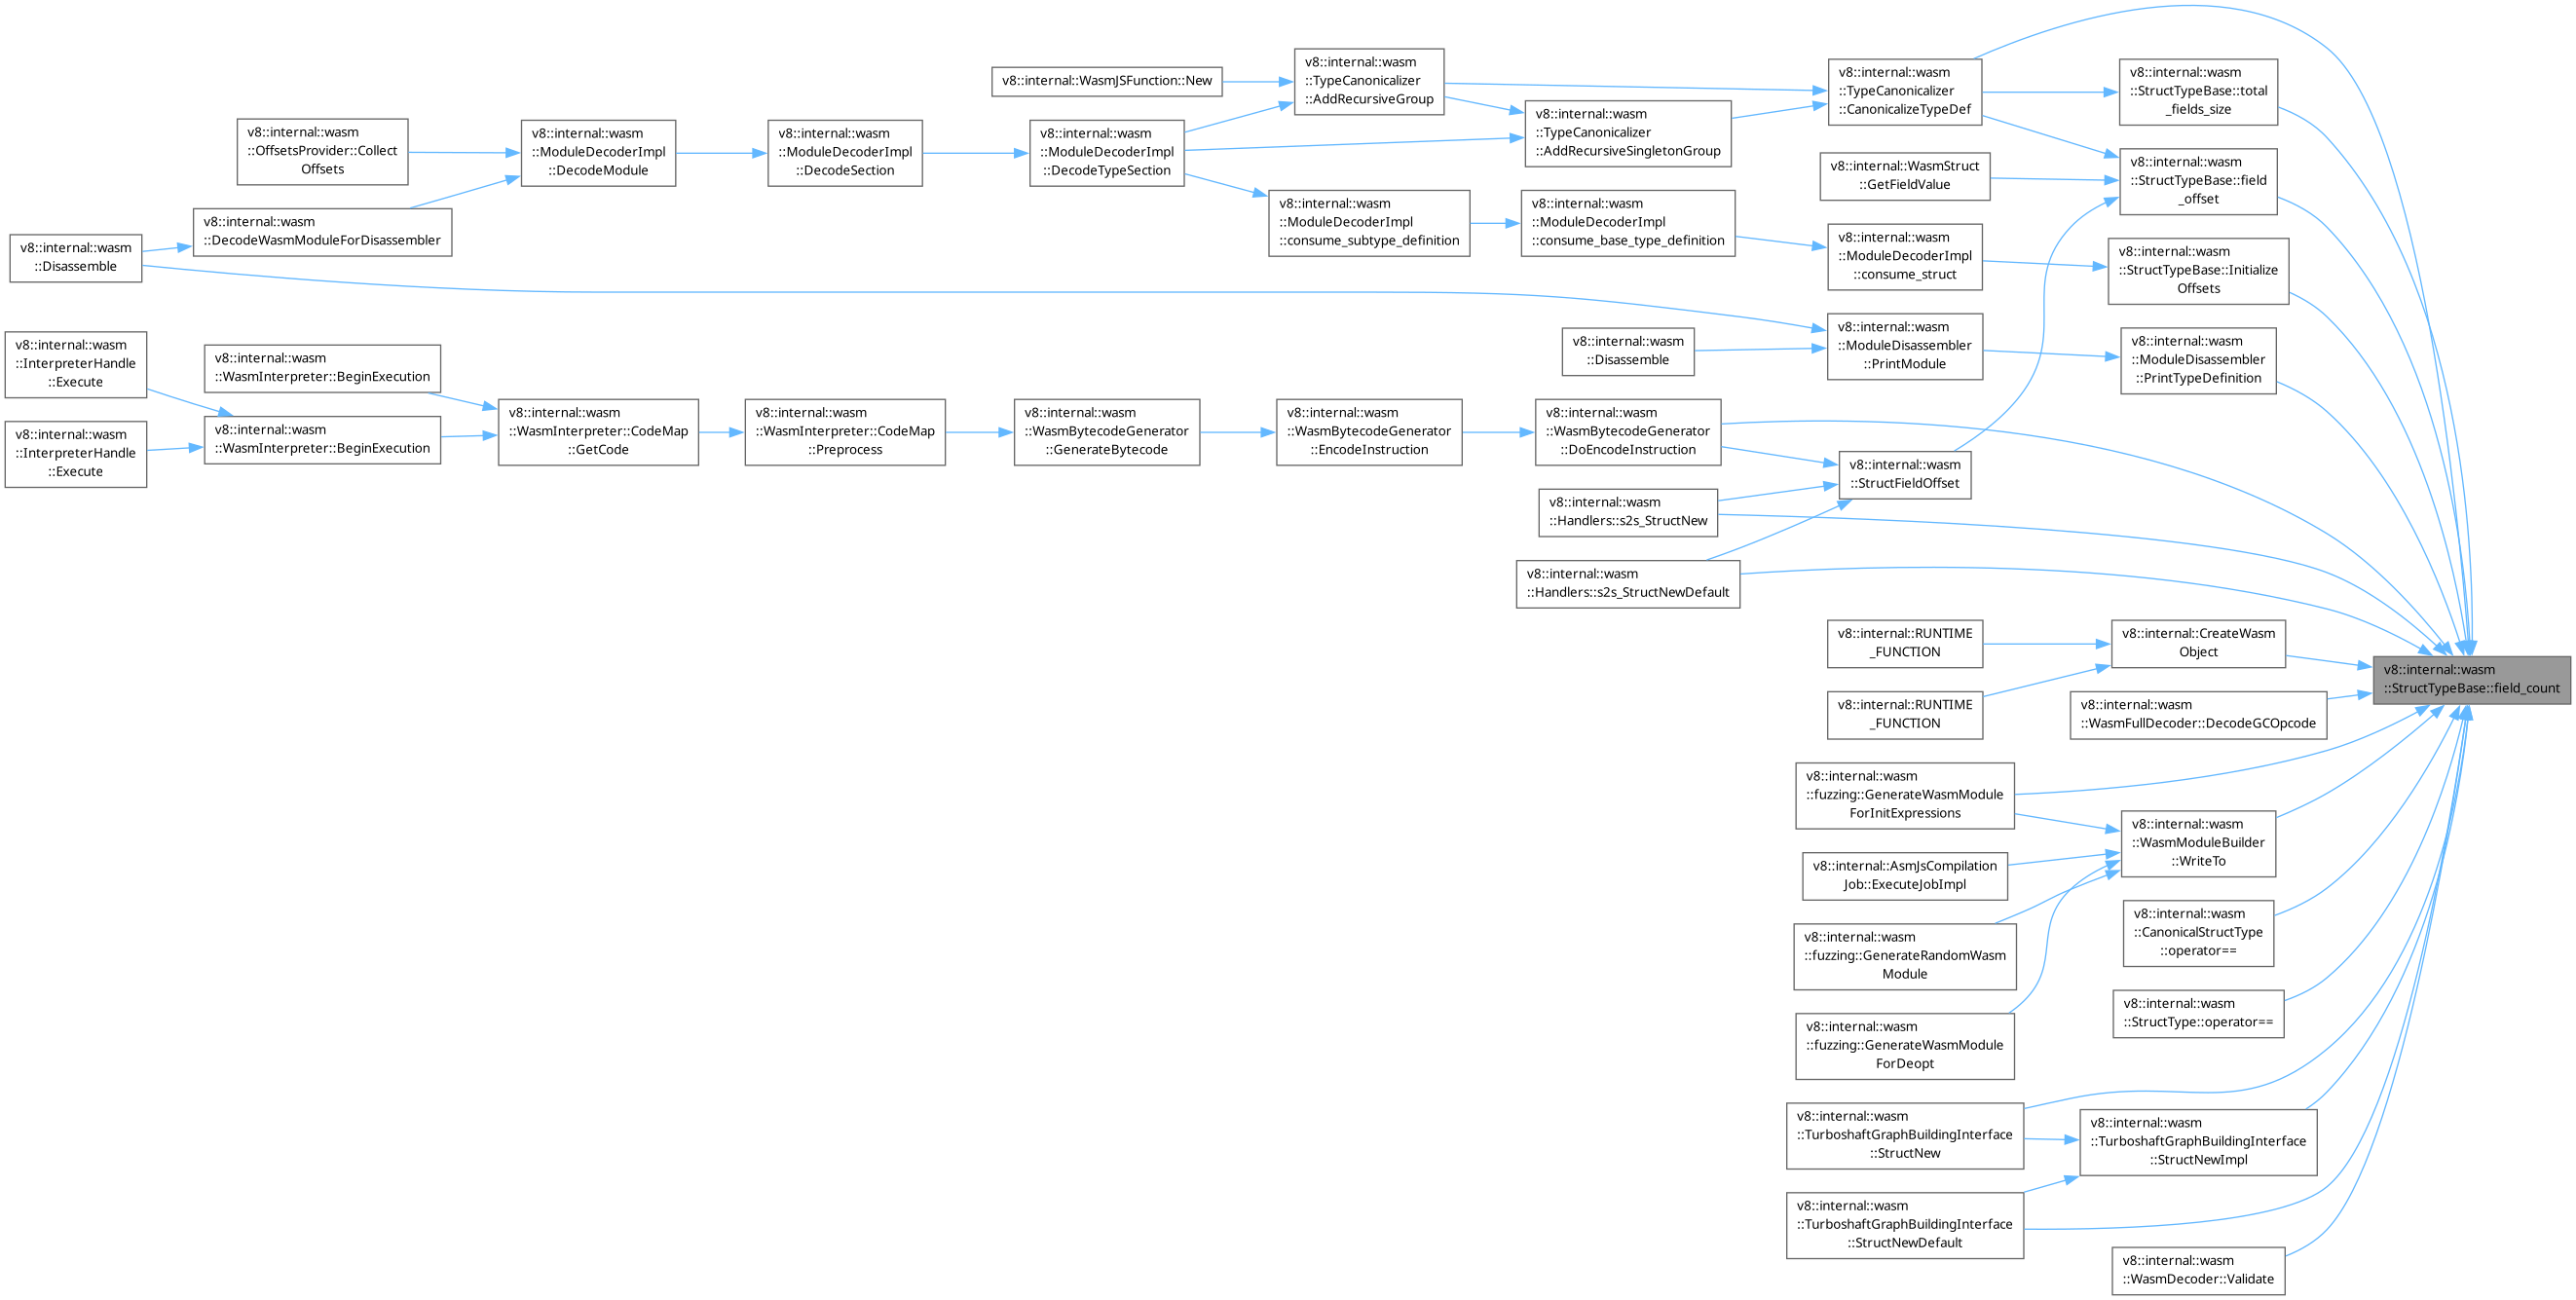 v8::internal::wasm
::StructTypeBase::field_count
v8::internal::wasm
::TypeCanonicalizer
::CanonicalizeTypeDef
v8::internal::wasm
::TypeCanonicalizer
::AddRecursiveGroup
v8::internal::WasmJSFunction::New
v8::internal::wasm
::ModuleDecoderImpl
::DecodeTypeSection
v8::internal::wasm
::ModuleDecoderImpl
::DecodeSection
v8::internal::wasm
::ModuleDecoderImpl
::DecodeModule
v8::internal::wasm
::OffsetsProvider::Collect
Offsets
v8::internal::wasm
::DecodeWasmModuleForDisassembler
v8::internal::wasm
::Disassemble
v8::internal::wasm
::TypeCanonicalizer
::AddRecursiveSingletonGroup
v8::internal::wasm
::StructTypeBase::total
_fields_size
v8::internal::wasm
::StructTypeBase::field
_offset
v8::internal::WasmStruct
::GetFieldValue
v8::internal::wasm
::StructFieldOffset
v8::internal::wasm
::StructTypeBase::Initialize
Offsets
v8::internal::wasm
::ModuleDecoderImpl
::consume_struct
v8::internal::wasm
::ModuleDecoderImpl
::consume_base_type_definition
v8::internal::wasm
::ModuleDecoderImpl
::consume_subtype_definition
v8::internal::wasm
::ModuleDisassembler
::PrintTypeDefinition
v8::internal::wasm
::ModuleDisassembler
::PrintModule
v8::internal::wasm
::Disassemble
v8::internal::wasm
::WasmBytecodeGenerator
::DoEncodeInstruction
v8::internal::wasm
::WasmBytecodeGenerator
::EncodeInstruction
v8::internal::wasm
::WasmBytecodeGenerator
::GenerateBytecode
v8::internal::wasm
::WasmInterpreter::CodeMap
::Preprocess
v8::internal::wasm
::WasmInterpreter::CodeMap
::GetCode
v8::internal::wasm
::WasmInterpreter::BeginExecution
v8::internal::wasm
::WasmInterpreter::BeginExecution
v8::internal::wasm
::InterpreterHandle
::Execute
v8::internal::wasm
::InterpreterHandle
::Execute
v8::internal::wasm
::Handlers::s2s_StructNew
v8::internal::wasm
::Handlers::s2s_StructNewDefault
v8::internal::CreateWasm
Object
v8::internal::RUNTIME
_FUNCTION
v8::internal::RUNTIME
_FUNCTION
v8::internal::wasm
::WasmFullDecoder::DecodeGCOpcode
v8::internal::wasm
::fuzzing::GenerateWasmModule
ForInitExpressions
v8::internal::wasm
::WasmModuleBuilder
::WriteTo
v8::internal::AsmJsCompilation
Job::ExecuteJobImpl
v8::internal::wasm
::fuzzing::GenerateRandomWasm
Module
v8::internal::wasm
::fuzzing::GenerateWasmModule
ForDeopt
v8::internal::wasm
::CanonicalStructType
::operator==
v8::internal::wasm
::StructType::operator==
v8::internal::wasm
::TurboshaftGraphBuildingInterface
::StructNew
v8::internal::wasm
::TurboshaftGraphBuildingInterface
::StructNewImpl
v8::internal::wasm
::TurboshaftGraphBuildingInterface
::StructNewDefault
v8::internal::wasm
::WasmDecoder::Validate